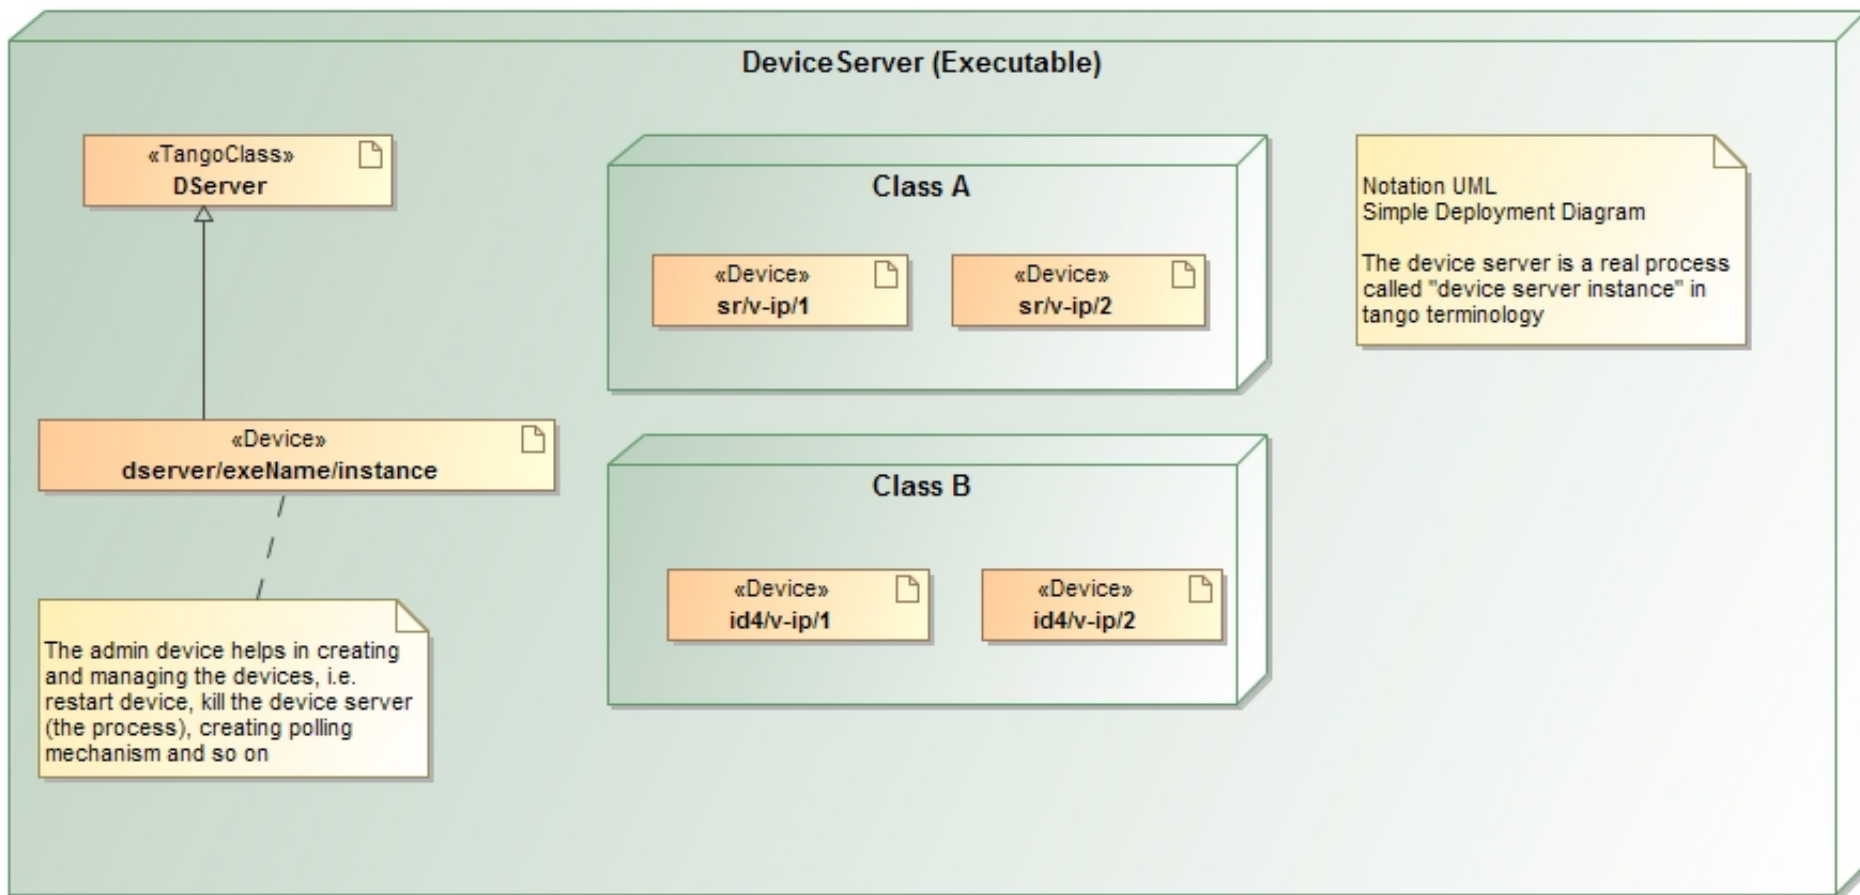 DeviceServer (Executable)
«TangoClass»
DServer
«Device»
dserver/exeName/instance
The admin device helps in creating
and managing the devices, i.e.
restart device, kill the device server
(the process), creating polling
mechanism and so on
Class A
«Device»
sr/v-ip/1
«Device»
sr/v-ip/2
Class B
«Device»
id4/v-ip/1
«Device»
id4/v-ip/2
Notation UML
Simple Deployment Diagram
The device server is a real process
called "device server instance" in
tango terminology